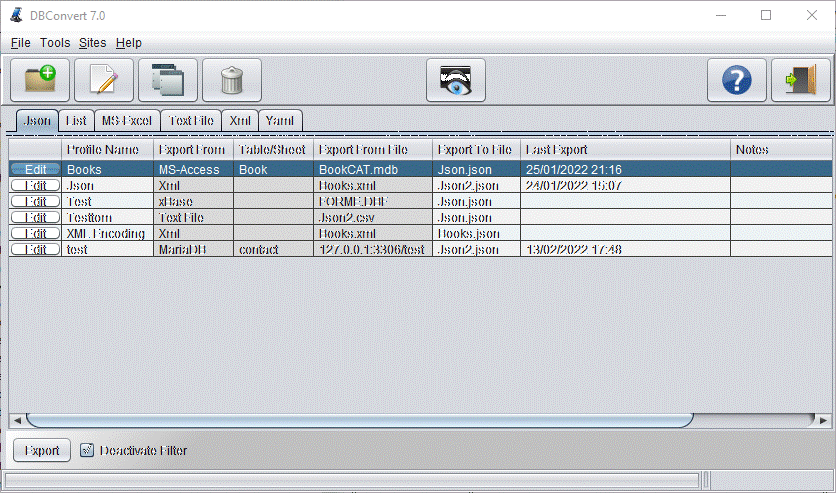 DBConvert 7.0
File Tools Sites Help
Json List MS-Excel Text File Xml Yaml
Profile Name Export From Table/Sheet Export From File Export To File Last Export Notes
Edit Books MS-Access Book BookCAT.mdb Json.json 25/01/2022 21:16
Edit Json Xml Books.xml Json2.json 24/01/2022 15:07
Edit Test xBase FORMF.DBF Json.json
Edit Testtom Text File Json2.csv Json.json
Edit XML Encoding Xml Books.xml Books.json
Edit test MariaDB contact 127.0.0.1:3306/test Json2.json 13/02/2022 17:48
Export Deactivate Filter